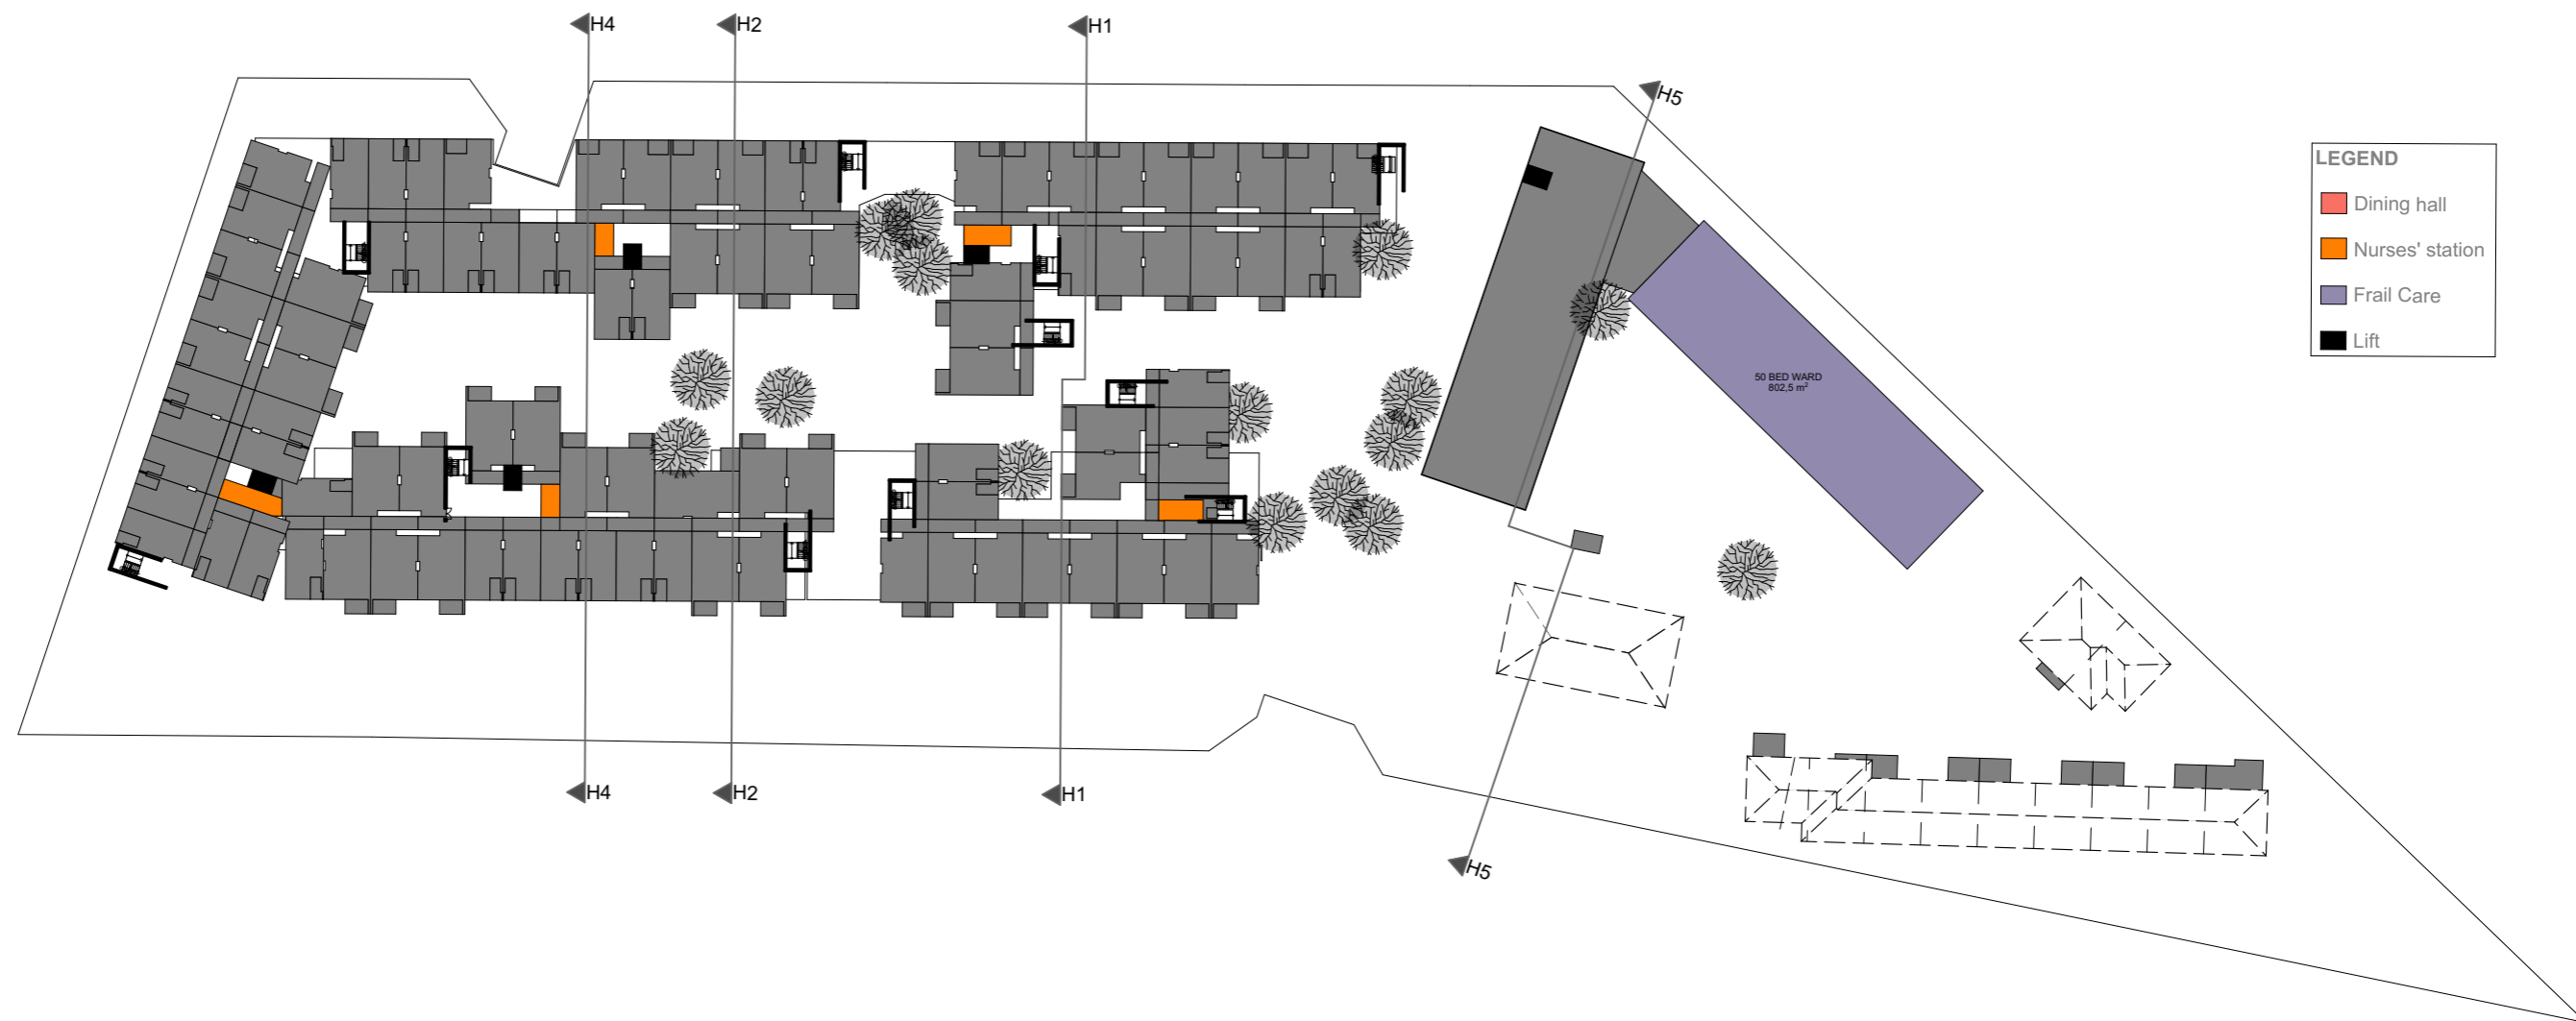 H4
H2
H1
H5
LEGEND
Dining hall
Nurses' station
Frail Care
Lift
50 BED WARD
802,5 m²
H4
H2
H1
H5